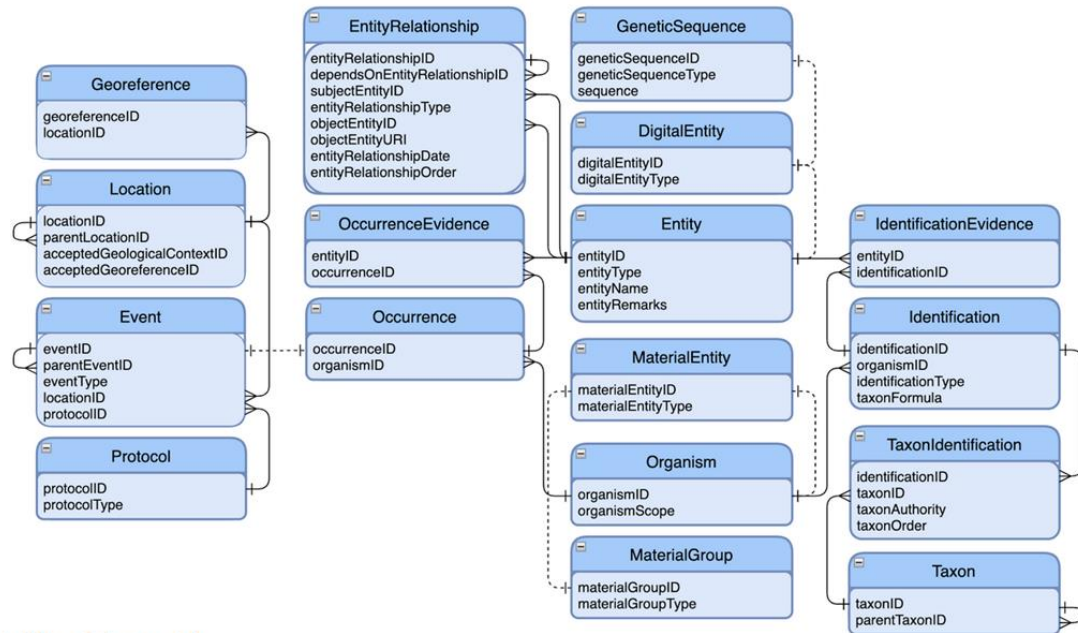 Georeference
georeferenceID
locationID
Location
locationID
parentLocationID
acceptedGeologicalContextID
acceptedGeoreferenceID
Event
eventID
parentEventID
eventType
locationID
protocolID
Protocol
protocolID
protocolType
EntityRelationship
entityRelationshipID
dependsOnEntityRelationshipID
subjectEntityID
entityRelationshipType
objectEntityID
objectEntityURI
entityRelationshipDate
entityRelationshipOrder
OccurrenceEvidence
entityID
occurrenceID
Occurrence
occurrenceID
organismID
GeneticSequence
geneticSequenceID
geneticSequenceType
sequence
DigitalEntity
digitalEntityID
digitalEntityType
Entity
entityID
entityType
entityName
entityRemarks
MaterialEntity
materialEntityID
materialEntityType
Organism
organismID
organismScope
MaterialGroup
materialGroupID
materialGroupType
IdentificationEvidence
entityID
identificationID
Identification
identificationID
organismID
identificationType
taxonFormula
TaxonIdentification
identificationID
taxonID
taxonAuthority
taxonOrder
Taxon
taxonID
parentTaxonID